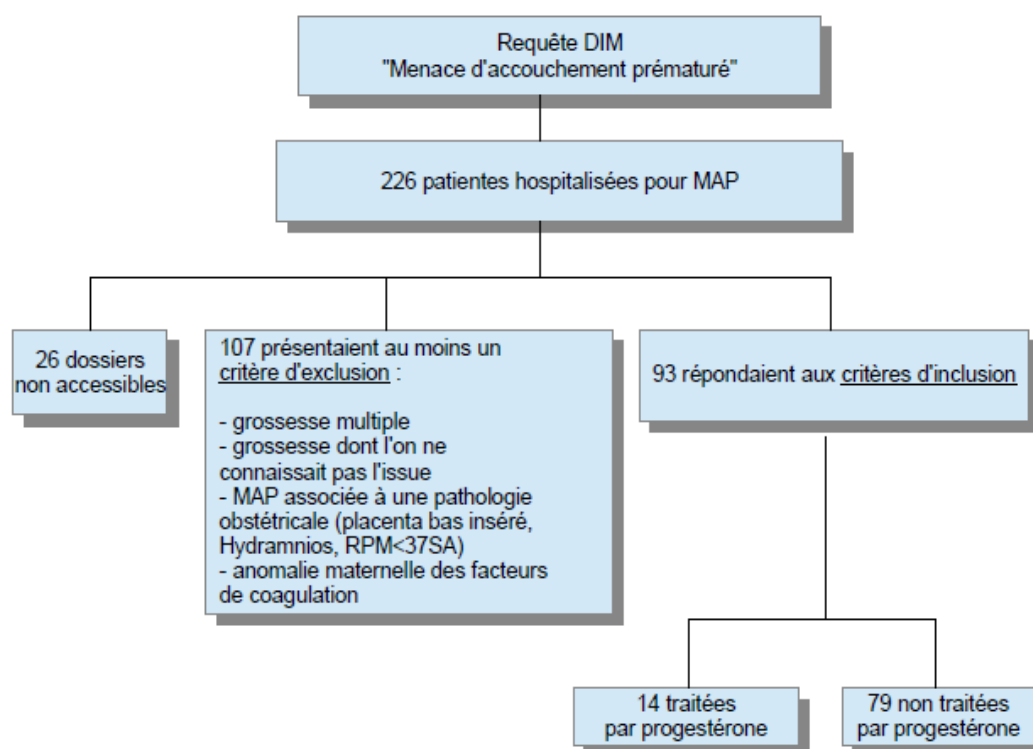 Requête DIM
"Menace d'accouchement prématuré"
226 patientes hospitalisées pour MAP
26 dossiers
non accessibles
107 présentaient au moins un
critère d'exclusion :
- grossesse multiple
- grossesse dont l'on ne
connaissait pas l'issue
- MAP associée à une pathologie
obstétricale (placenta bas inséré,
Hydramnios, RPM<37SA)
- anomalie maternelle des facteurs
de coagulation
93 répondaient aux critères d'inclusion
14 traitées
par progestérone
79 non traitées
par progestérone